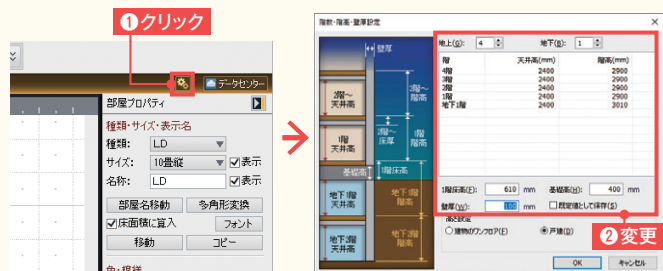 ❶クリック
データセンター
部屋プロパティ
種類・サイズ・表示名
種類: LD
サイズ: 10畳縦 表示
名称: LD 表示
部屋名移動 多角形変換
床面積に算入 フォント
移動 コピー
色・模様
階数・階高・壁厚設定
地上(G): 4 地下(B): 1
階 天井高(mm) 階高(mm)
4階 2400 2900
3階 2400 2900
2階 2400 2900
1階 2400 2900
地下1階 2400 3010
1階床高(F): 610 mm 基礎高(H): 400 mm
壁厚(W): 180 mm 既定値として保存(S)
高さ設定
建物のワンフロア(E) 戸建(D)
❷変更
OK キャンセル
壁厚
2階~
天井高
2階~
階高
2階~
床厚
1階
天井高
1階
階高
基礎高
1階床高
地下1階
天井高
地下1階
階高
地下2階
天井高
地下2階
階高